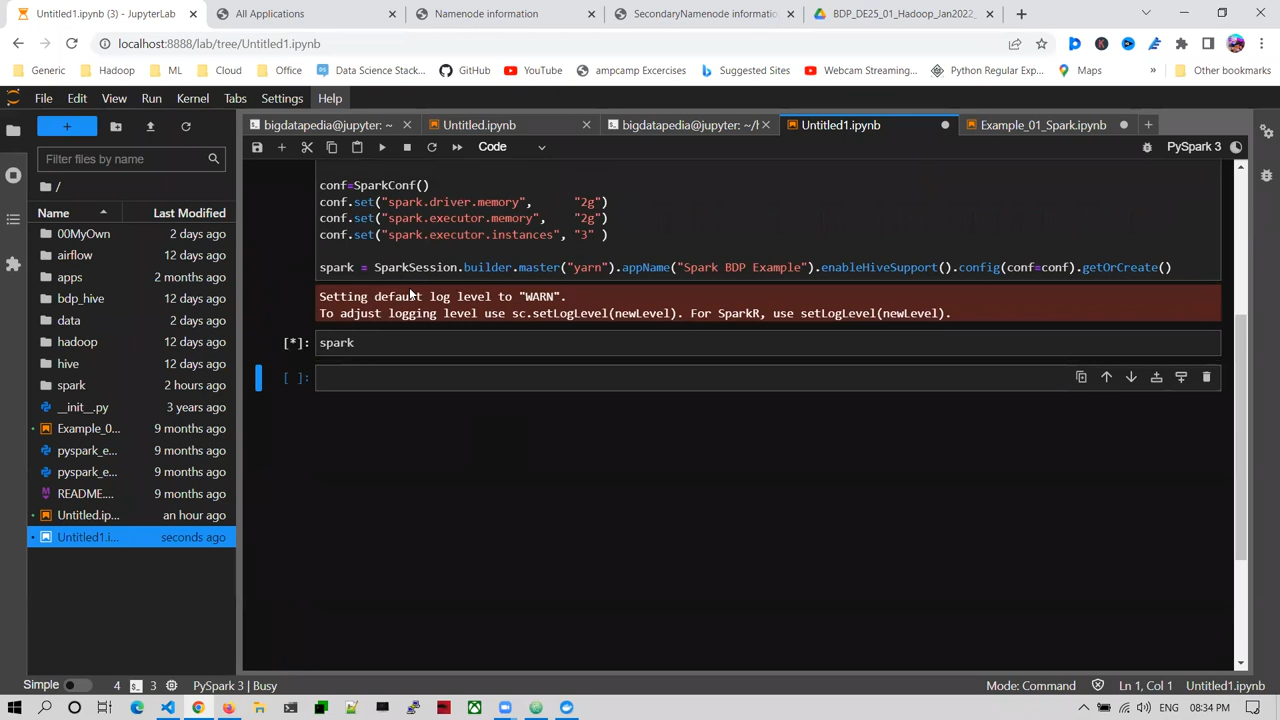 Untitled1.ipynb (3) - JupyterLab
All Applications
Namenode information
SecondaryNamenode informatio
BDP_DE25_01_Hadoop_Jan2022_
localhost:8888/lab/tree/Untitled1.ipynb
Generic
Hadoop
ML
Cloud
Office
Data Science Stack...
GitHub
YouTube
ampcamp Excercises
Suggested Sites
Webcam Streaming...
Python Regular Exp...
Maps
»
Other bookmarks
File Edit View Run Kernel Tabs Settings Help
bigdatapedia@jupyter: ~
Untitled.ipynb
bigdatapedia@jupyter: ~/h
Untitled1.ipynb
Example_01_Spark.ipynb
Code
PySpark 3
Filter files by name
/
Name Last Modified
00MyOwn 2 days ago
airflow 12 days ago
apps 2 months ago
bdp_hive 12 days ago
data 12 days ago
hadoop 12 days ago
hive 12 days ago
spark 2 hours ago
__init__.py 3 years ago
Example_0... 9 months ago
pyspark_e... 9 months ago
pyspark_e... 9 months ago
README.... 9 months ago
Untitled.ip... an hour ago
Untitled1.i... seconds ago
conf=SparkConf()
conf.set("spark.driver.memory", "2g")
conf.set("spark.executor.memory", "2g")
conf.set("spark.executor.instances", "3" )
spark = SparkSession.builder.master("yarn").appName("Spark BDP Example").enableHiveSupport().config(conf=conf).getOrCreate()
Setting default log level to "WARN".
To adjust logging level use sc.setLogLevel(newLevel). For SparkR, use setLogLevel(newLevel).
[*]: spark
[ ]:
Simple 4 3 PySpark 3 | Busy
Mode: Command Ln 1, Col 1 Untitled1.ipynb
ENG 08:34 PM